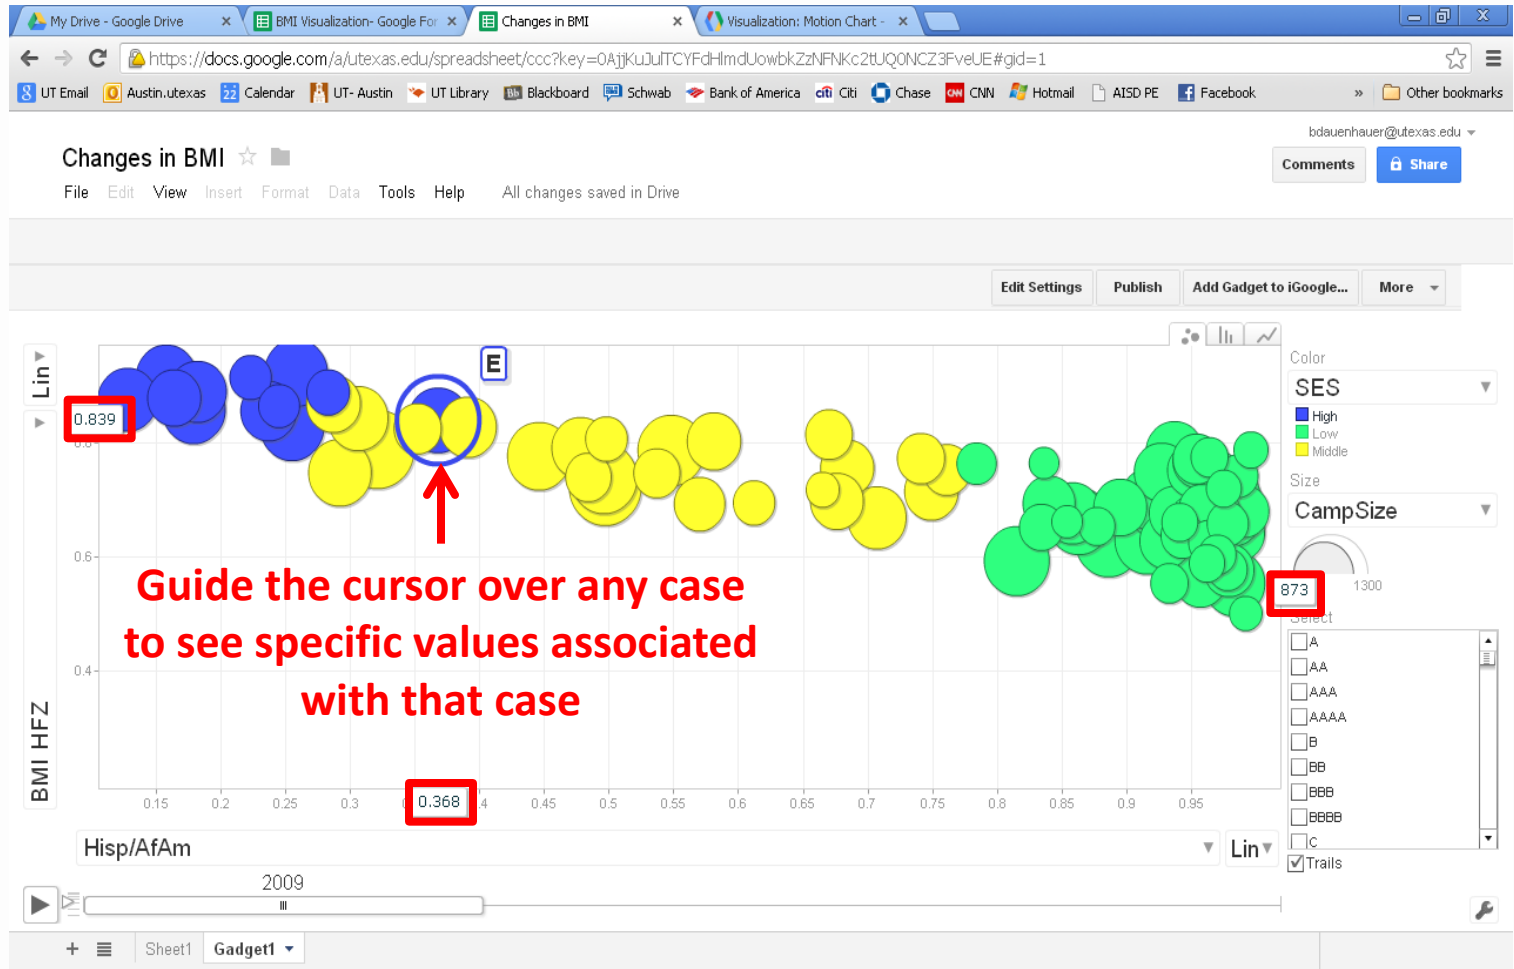 My Drive - Google Drive
BMI Visualization- Google For
Changes in BMI
Visualization: Motion Chart -
https://docs.google.com/a/utexas.edu/spreadsheet/ccc?key=0AjjKuJulTCYFdHlmdUowbkZzNFNKc2tUQ0NCZ3FveUE#gid=1
UT Email
Austin.utexas
22
Calendar
UT- Austin
UT Library
Bb
Blackboard
Schwab
Bank of America
citi
Citi
Chase
CNN
CNN
Hotmail
AISD PE
Facebook
»
Other bookmarks
bdauenhauer@utexas.edu
Changes in BMI
Comments
Share
File Edit View Insert Format Data Tools Help All changes saved in Drive
Edit Settings
Publish
Add Gadget to iGoogle...
More
Lin
E
Color
SES
High
Low
Middle
0.839
0.8
Size
CampSize
0.6
1300
873
Guide the cursor over any case
to see specific values associated
with that case
Select
A
AA
AAA
AAAA
B
BB
BBB
BBBB
C
Trails
0.4
BMI HFZ
0.15 0.2 0.25 0.3 0.368 0.45 0.5 0.55 0.6 0.65 0.7 0.75 0.8 0.85 0.9 0.95
Hisp/AfAm
Lin
2009
Sheet1
Gadget1